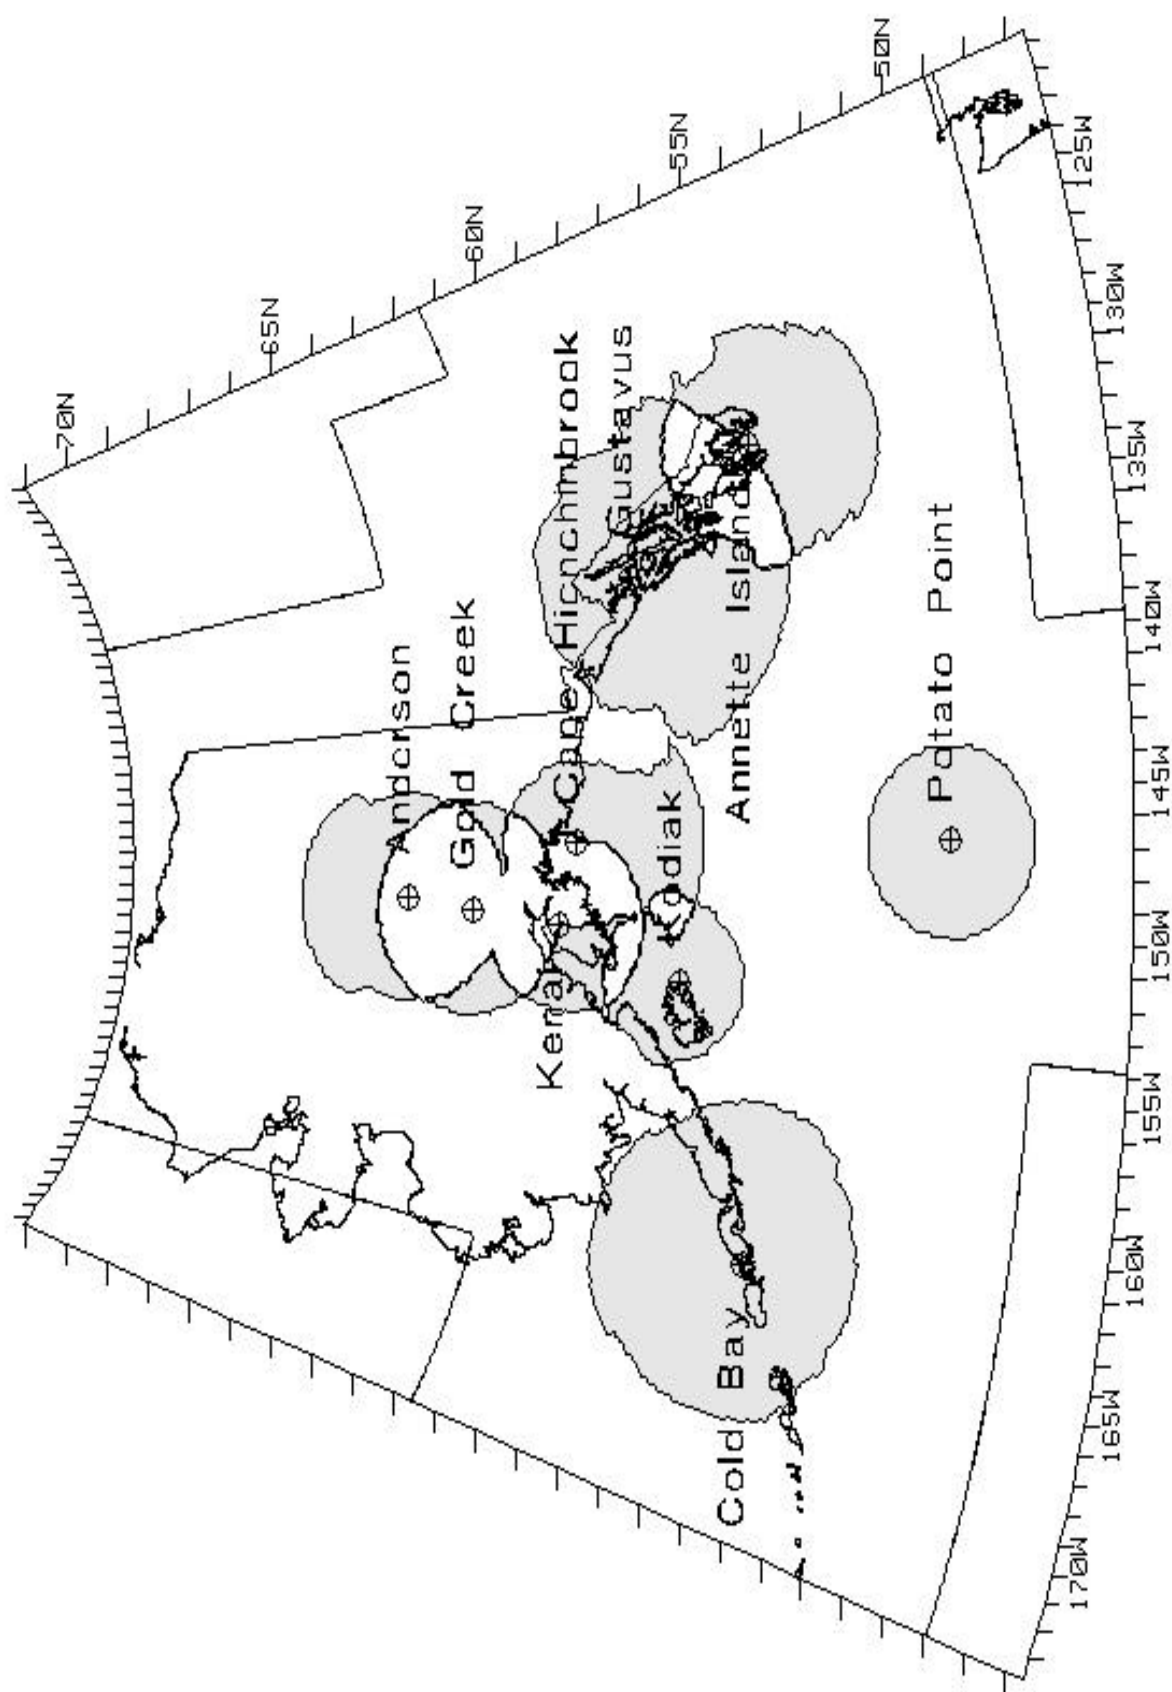 70N
65N
Anderson
Gold Creek
60N
Kenai
Cape Hicnchinbrook
Gustavus
Kodiak
55N
Cold Bay
Annette Island
50N
Potato Point
170W 165W 160W 155W 150W 145W 140W 135W 130W 125W